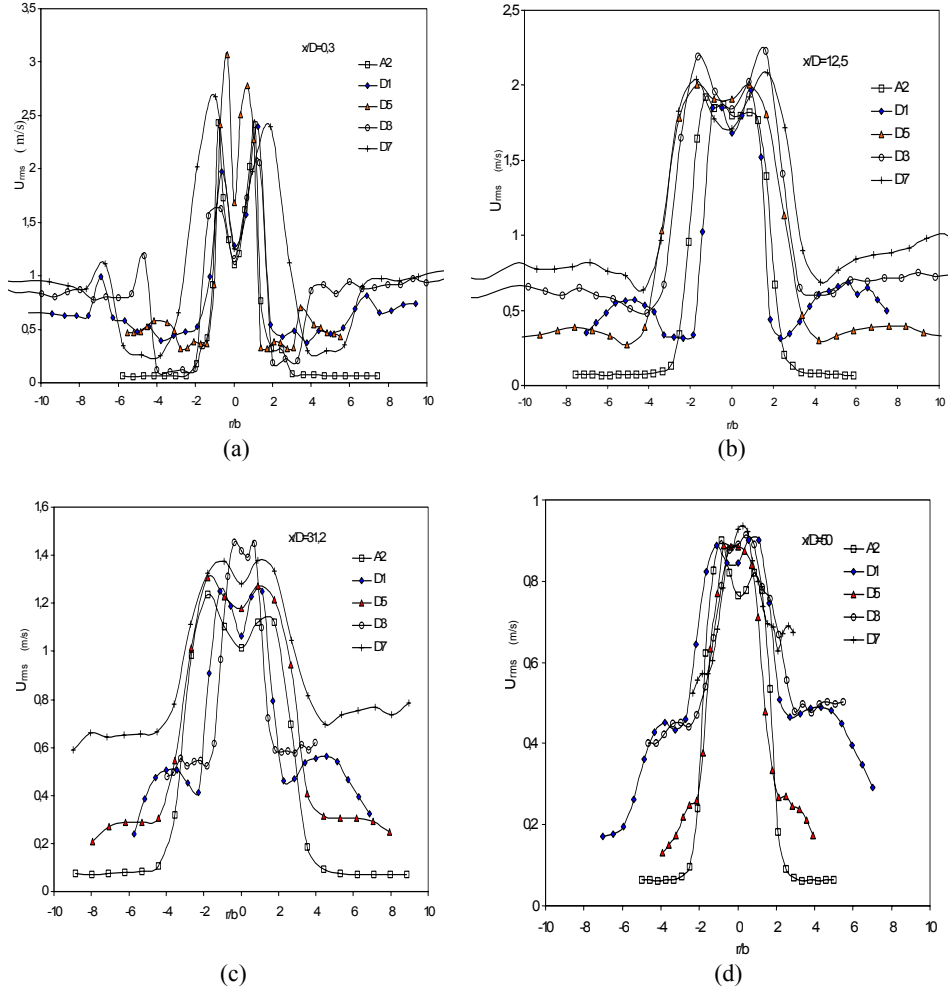 3,5
3
2,5
2
1,5
1
0,5
0
Urms (m/s)
x/D=0,3
A2
D1
D5
D3
D7
-10 -8 -6 -4 -2 0 2 4 6 8 10
r/b
(a)
2,5
2
1,5
1
0,5
0
Urms (m/s)
x/D=12,5
A2
D1
D5
D3
D7
-10 -8 -6 -4 -2 0 2 4 6 8 10
r/b
(b)
1,6
1,4
1,2
1
0,8
0,6
0,4
0,2
0
Urms (m/s)
x/D=31,2
A2
D1
D5
D3
D7
-10 -8 -6 -4 -2 0 2 4 6 8 10
r/b
(c)
1
0,8
0,6
0,4
0,2
0
Urms (m/s)
x/D=50
A2
D1
D5
D3
D7
-10 -8 -6 -4 -2 0 2 4 6 8 10
r/b
(d)